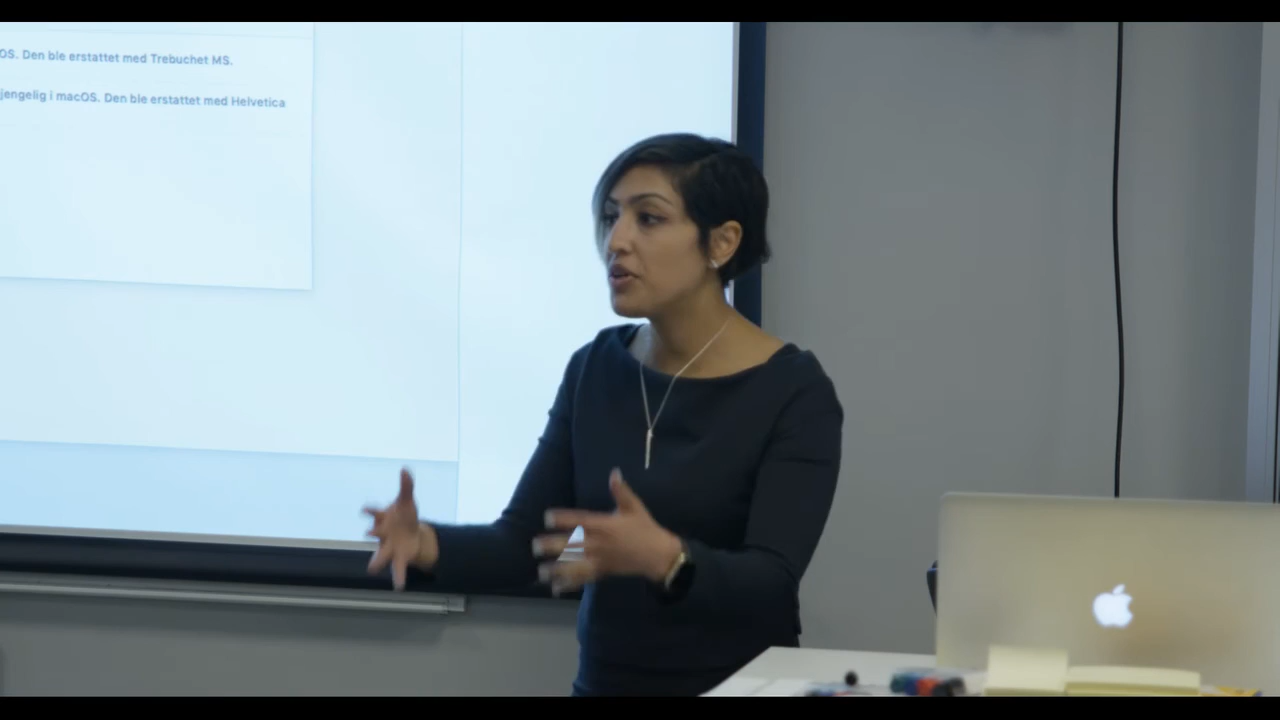 OS. Den ble erstattet med Trebuchet MS.
jengelig i macOS. Den ble erstattet med Helvetica